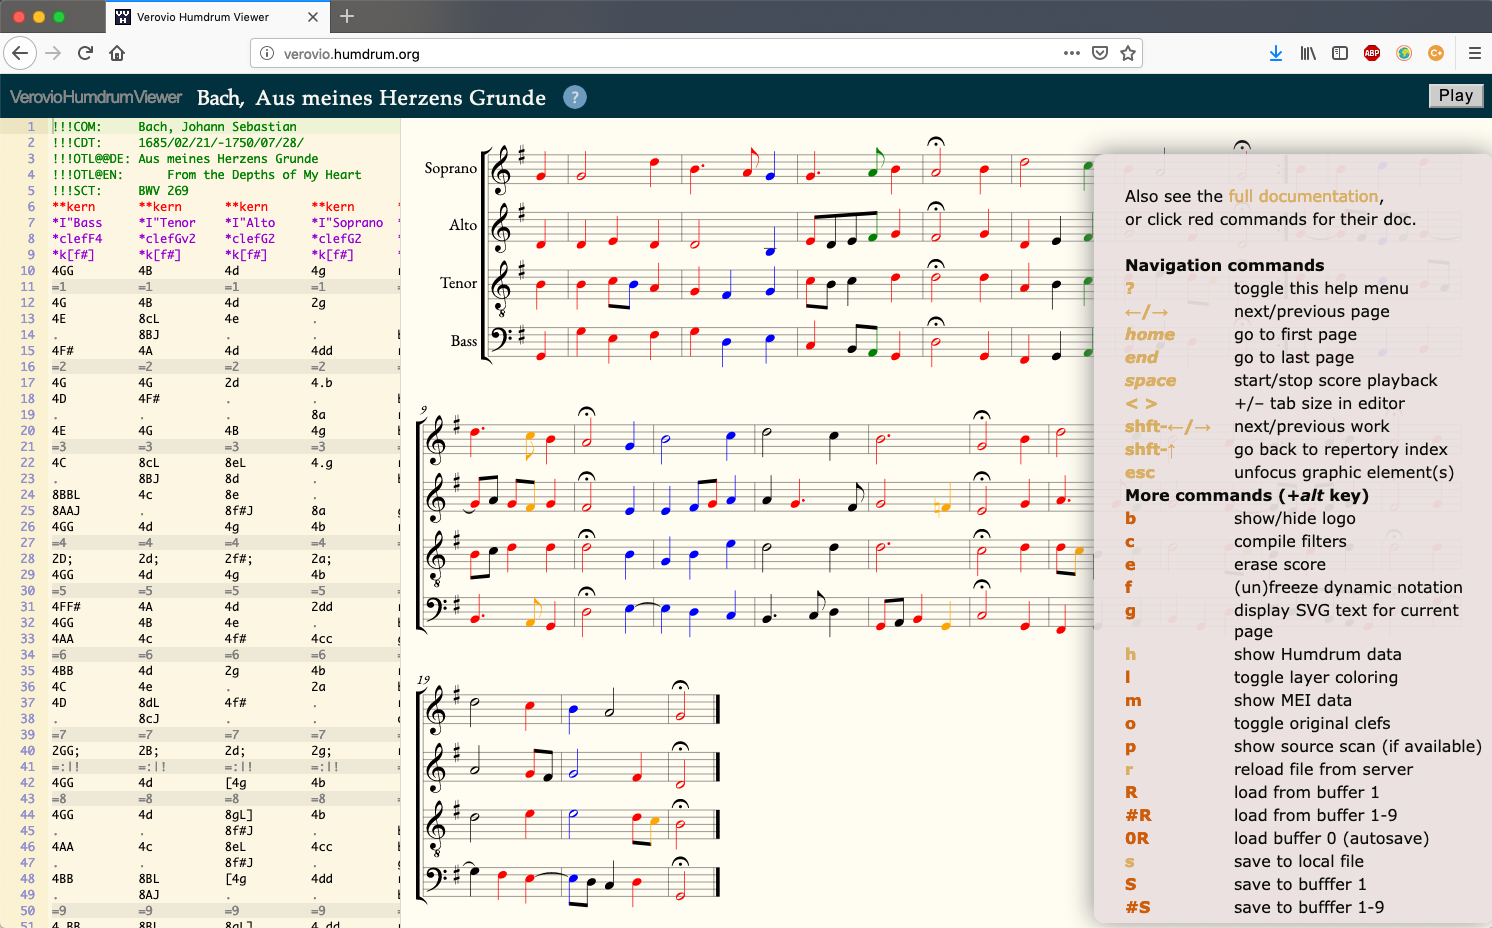 Verovio Humdrum Viewer
verovio.humdrum.org
ABP
C+
VerovioHumdrumViewer Bach, Aus meines Herzens Grunde ? Play
1 !!!COM: Bach, Johann Sebastian
2 !!!CDT: 1685/02/21/-1750/07/28/
3 !!!OTL@@DE: Aus meines Herzens Grunde
4 !!!OTL@EN: From the Depths of My Heart
5 !!!SCT: BWV 269
6 **kern **kern **kern **kern
7 *I"Bass *I"Tenor *I"Alto *I"Soprano
8 *clefF4 *clefGv2 *clefG2 *clefG2
9 *k[f#] *k[f#] *k[f#] *k[f#]
10 4GG 4B 4d 4g
11 =1 =1 =1 =1
12 4G 4B 4d 2g
13 4E 8cL 4e .
14 . 8BJ . .
15 4F# 4A 4d 4dd
16 =2 =2 =2 =2
17 4G 4G 2d 4.b
18 4D 4F# . .
19 . . . 8a
20 4E 4G 4B 4g
21 =3 =3 =3 =3
22 4C 8cL 8eL 4.g
23 . 8BJ 8d .
24 8BBL 4c 8e .
25 8AAJ . 8f#J 8a
26 4GG 4d 4g 4b
27 =4 =4 =4 =4
28 2D; 2d; 2f#; 2a;
29 4GG 4d 4g 4b
30 =5 =5 =5 =5
31 4FF# 4A 4d 2dd
32 4GG 4B 4e .
33 4AA 4c 4f# 4cc
34 =6 =6 =6 =6
35 4BB 4d 2g 4b
36 4C 4e . 2a
37 4D 8dL 4f# .
38 . 8cJ . .
39 =7 =7 =7 =7
40 2GG; 2B; 2d; 2g;
41 =:|! =:|! =:|! =:|!
42 4GG 4d [4g 4b
43 =8 =8 =8 =8
44 4GG 4d 8gL] 4b
45 . . 8f#J .
46 4AA 4c 8eL 4cc
47 . . 8f#J .
48 4BB 8BL [4g 4dd
49 . 8AJ . .
50 =9 =9 =9 =9
51 4.BB 8BL 8gL] 4.dd
Soprano
Alto
Tenor
8
Bass
9
8
19
8
Also see the full documentation,
or click red commands for their doc.
Navigation commands
? toggle this help menu
←/→ next/previous page
home go to first page
end go to last page
space start/stop score playback
< > +/− tab size in editor
shft-←/→ next/previous work
shft-↑ go back to repertory index
esc unfocus graphic element(s)
More commands (+alt key)
b show/hide logo
c compile filters
e erase score
f (un)freeze dynamic notation
g display SVG text for current
page
h show Humdrum data
l toggle layer coloring
m show MEI data
o toggle original clefs
p show source scan (if available)
r reload file from server
R load from buffer 1
#R load from buffer 1-9
0R load buffer 0 (autosave)
s save to local file
S save to bufffer 1
#S save to bufffer 1-9